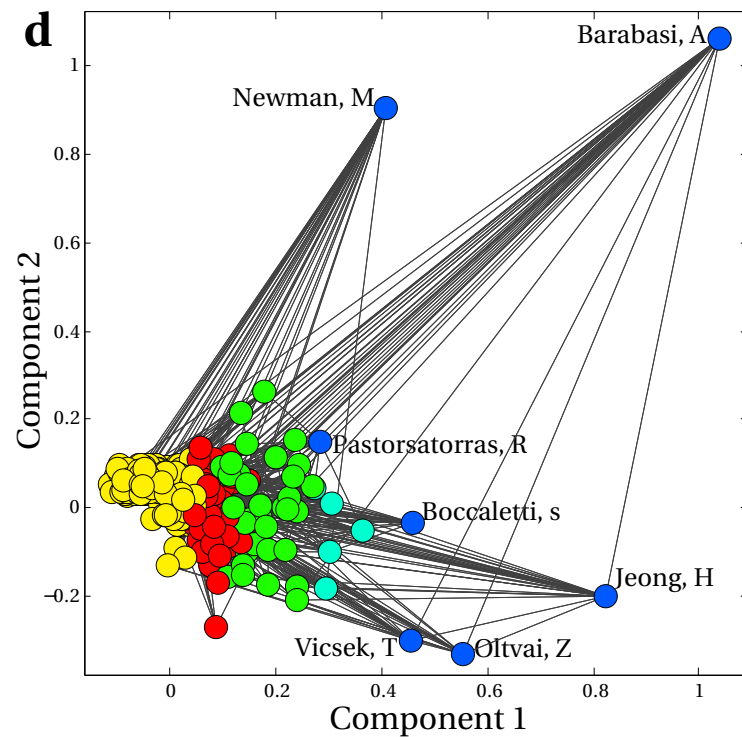 d
Barabasi, A
Newman, M
Pastorsatorras, R
Boccaletti, s
Jeong, H
Vicsek, T
Oltvai, Z
Component 2
1
0.8
0.6
0.4
0.2
0
−0.2
0
0.2
0.4
0.6
0.8
1
Component 1